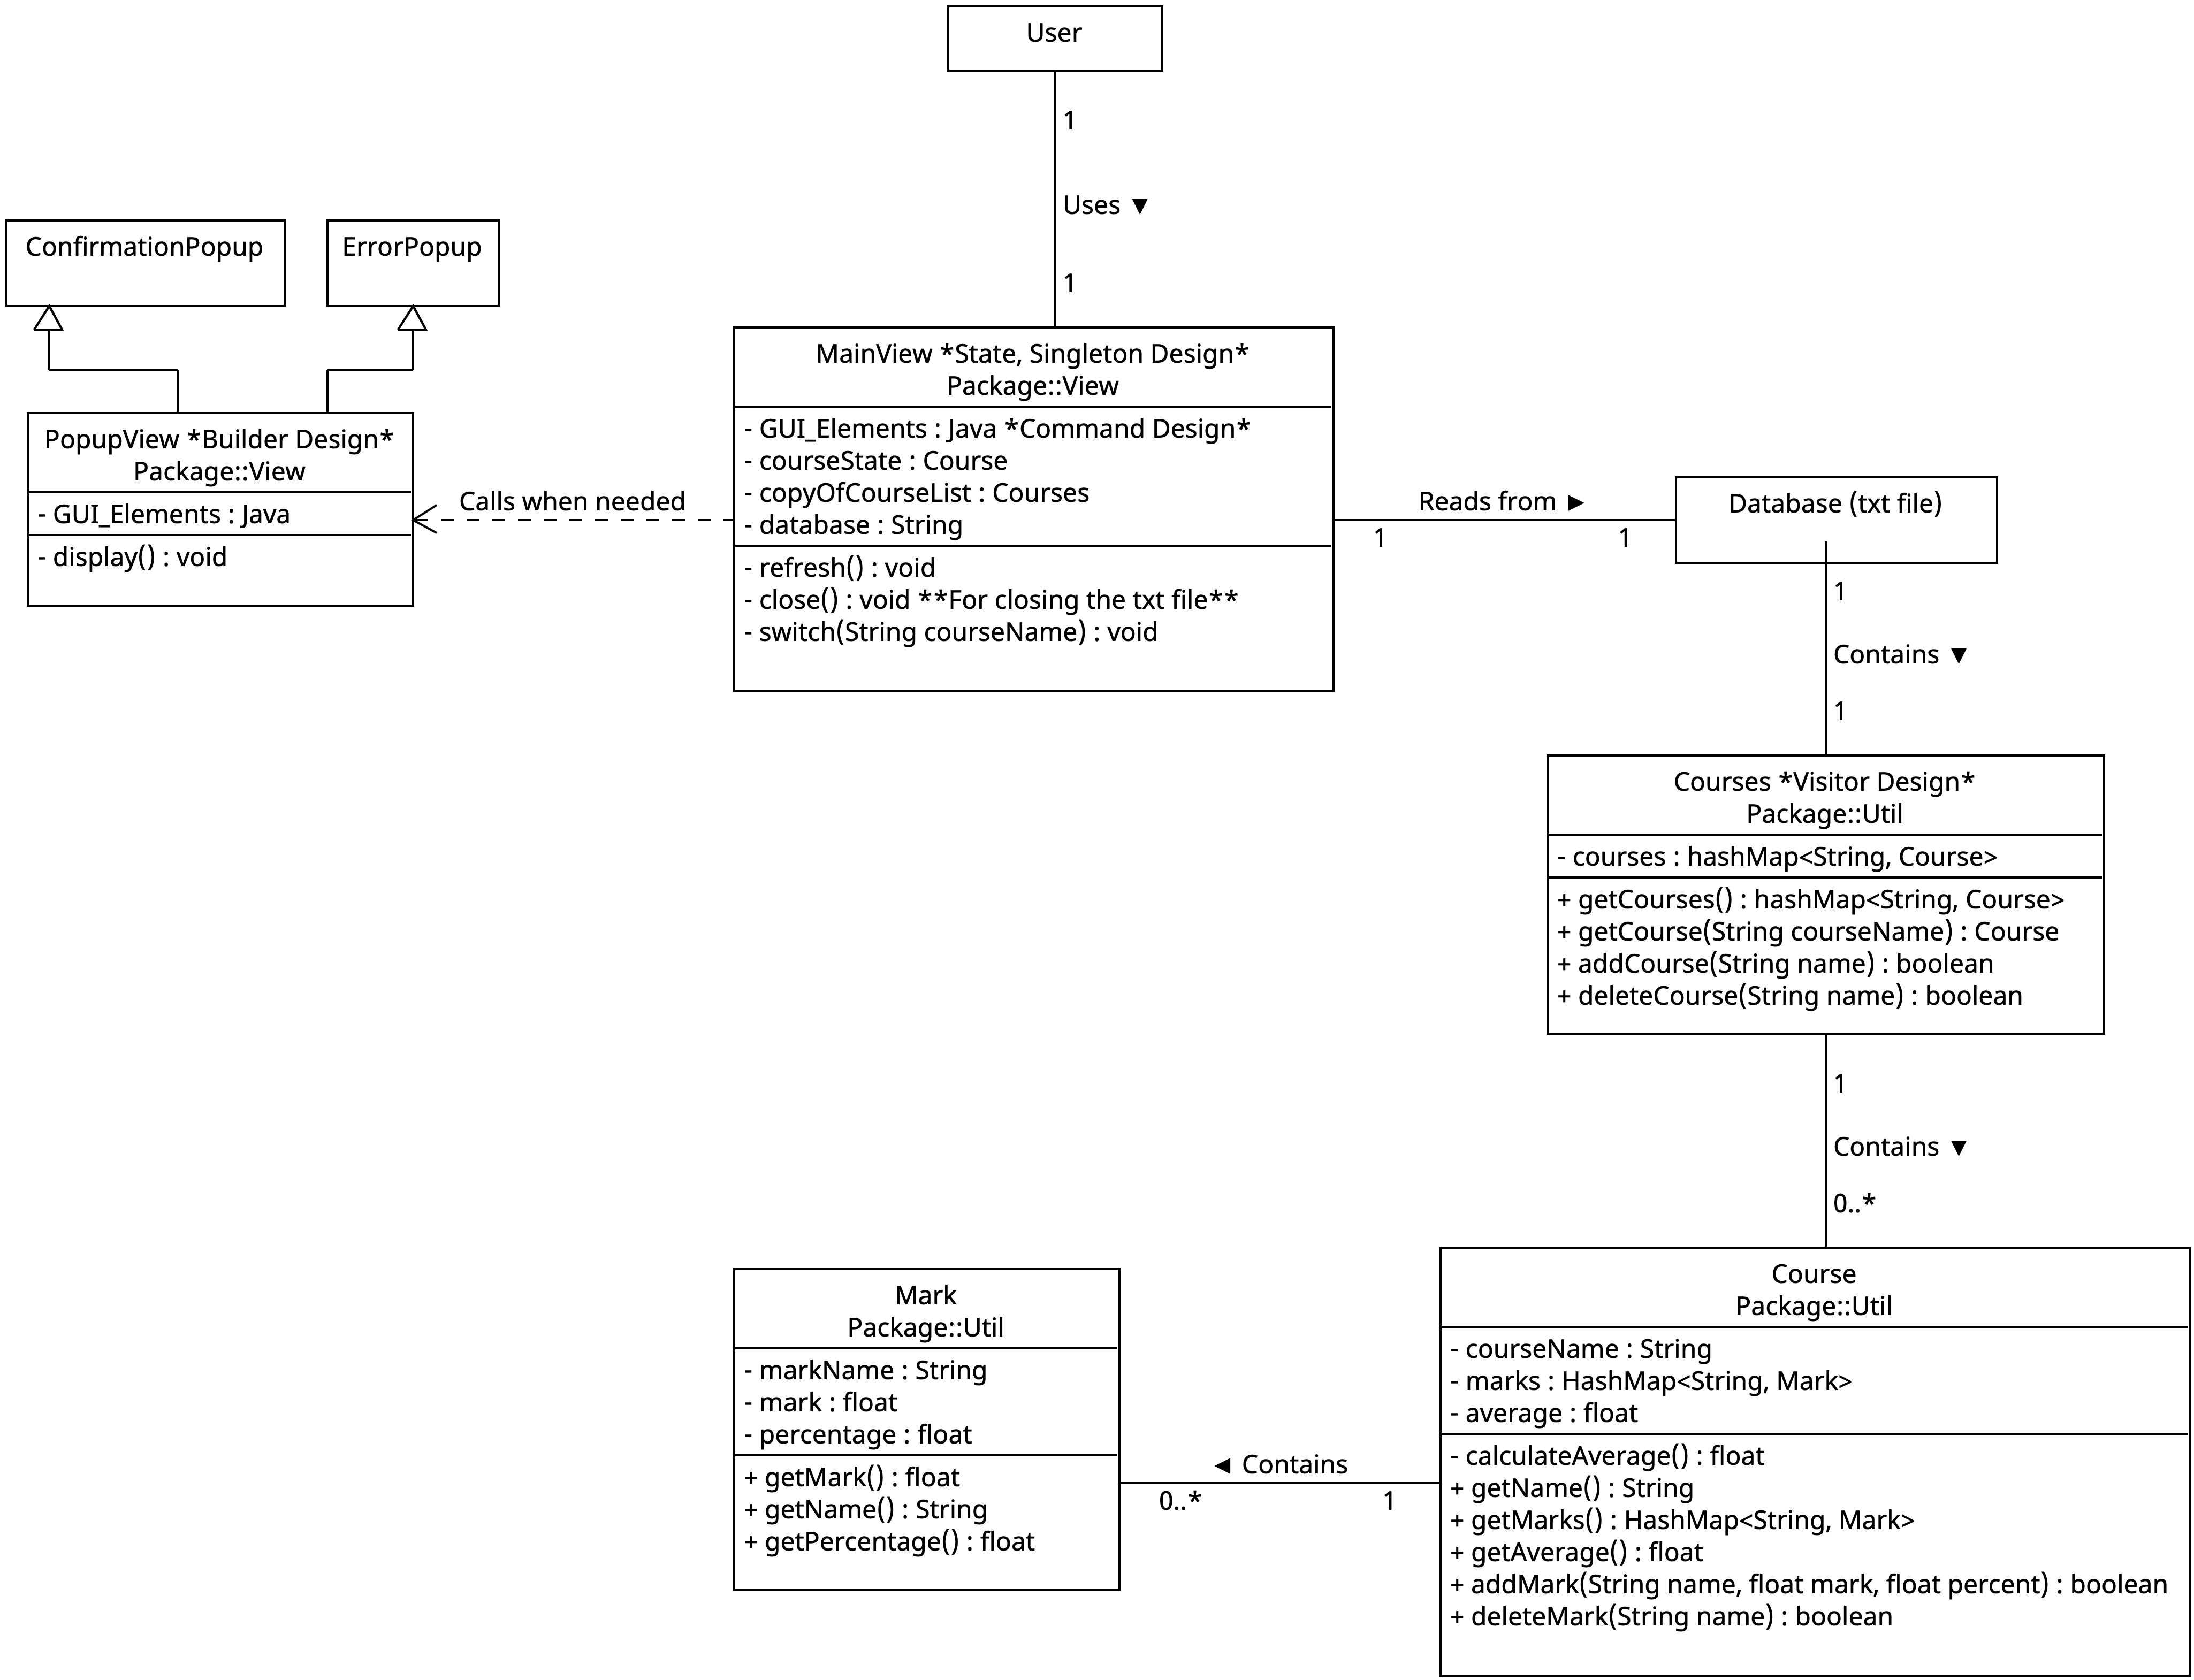 User
1
Uses ▼
1
ConfirmationPopup
ErrorPopup
PopupView *Builder Design*
Package::View
- GUI_Elements : Java
- display() : void
Calls when needed
MainView *State, Singleton Design*
Package::View
- GUI_Elements : Java *Command Design*
- courseState : Course
- copyOfCourseList : Courses
- database : String
- refresh() : void
- close() : void **For closing the txt file**
- switch(String courseName) : void
Reads from ►
1
1
Database (txt file)
1
Contains ▼
1
Courses *Visitor Design*
Package::Util
- courses : hashMap<String, Course>
+ getCourses() : hashMap<String, Course>
+ getCourse(String courseName) : Course
+ addCourse(String name) : boolean
+ deleteCourse(String name) : boolean
1
Contains ▼
0..*
Mark
Package::Util
- markName : String
- mark : float
- percentage : float
+ getMark() : float
+ getName() : String
+ getPercentage() : float
◄ Contains
0..*
1
Course
Package::Util
- courseName : String
- marks : HashMap<String, Mark>
- average : float
- calculateAverage() : float
+ getName() : String
+ getMarks() : HashMap<String, Mark>
+ getAverage() : float
+ addMark(String name, float mark, float percent) : boolean
+ deleteMark(String name) : boolean